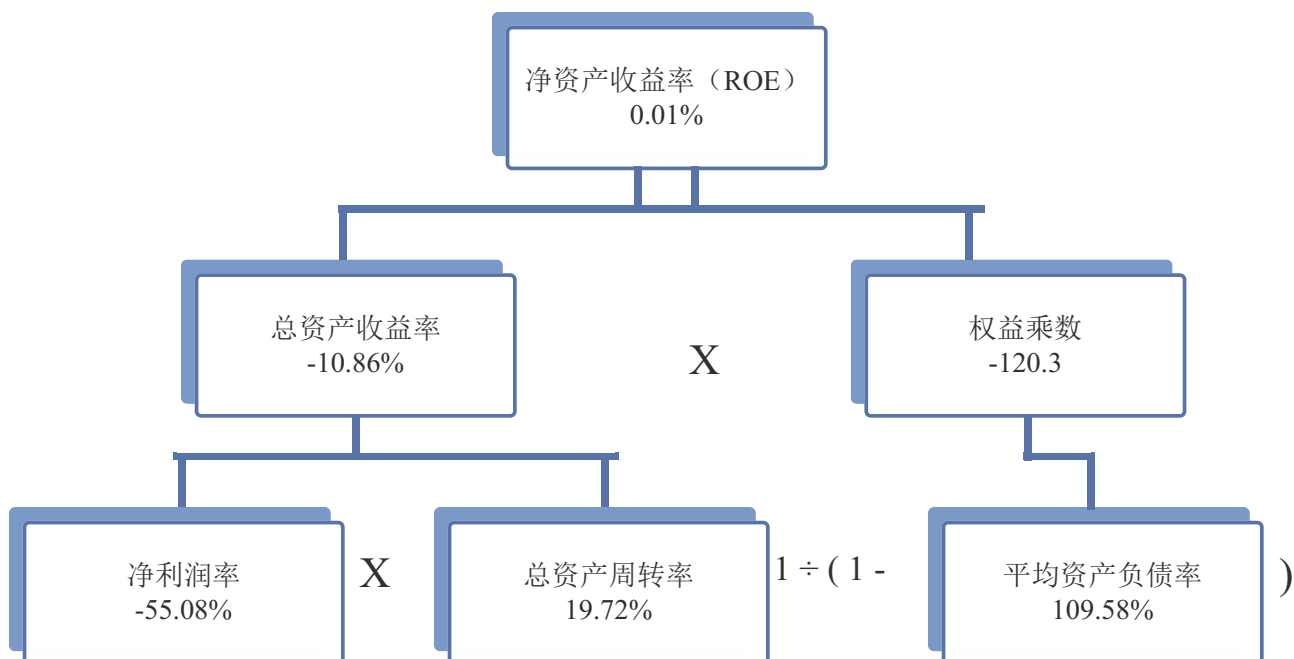 净资产收益率（ROE）
0.01%
总资产收益率
-10.86%
X
权益乘数
-120.3
净利润率
-55.08%
X
总资产周转率
19.72%
1 ÷ ( 1 -
平均资产负债率
109.58%
)